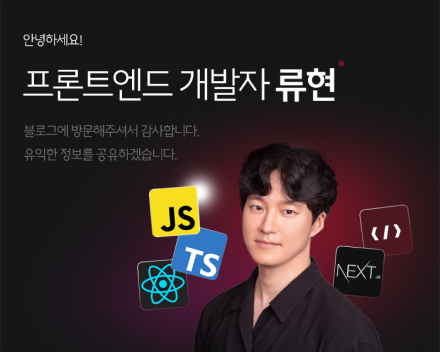 안녕하세요!
프론트엔드 개발자 류현
블로그에 방문해주셔서 감사합니다.
유익한 정보를 공유하겠습니다.
JS
TS
</>
NEXT.JS